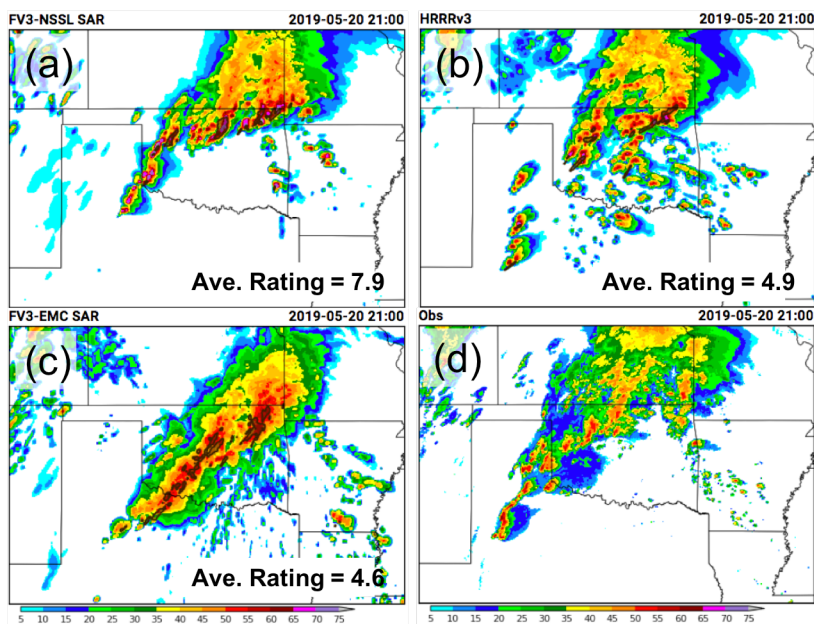 FV3-NSSL SAR 2019-05-20 21:00
(a)
Ave. Rating = 7.9
HRRRv3 2019-05-20 21:00
(b)
Ave. Rating = 4.9
FV3-EMC SAR 2019-05-20 21:00
(c)
Ave. Rating = 4.6
5 10 15 20 25 30 35 40 45 50 55 60 65 70 75
Obs 2019-05-20 21:00
(d)
5 10 15 20 25 30 35 40 45 50 55 60 65 70 75